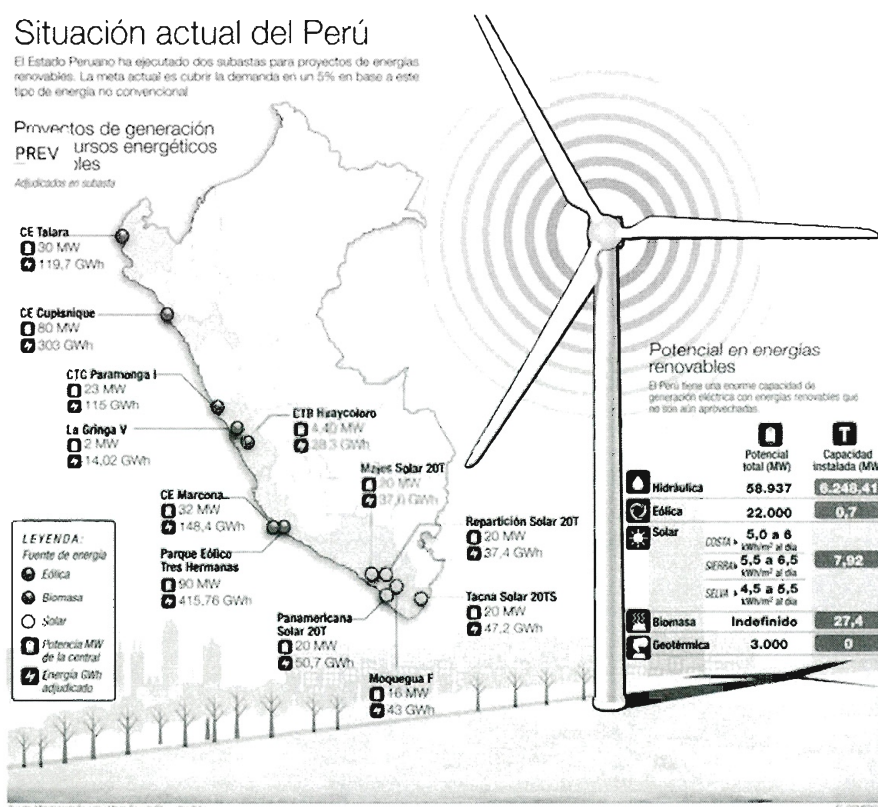 Situación actual del Perú
El Estado Peruano ha ejecutado dos subastas para proyectos de energías
renovables. La meta actual es cubrir la demanda en un 5% en base a este
tipo de energía no convencional
Proyectos de generación
PREV ursos energéticos
les
Adjudicados en subasta
CE Talara
30 MW
119,7 GWh
CE Cupisnique
80 MW
303 GWh
CTC Paramonga I
23 MW
115 GWh
La Gringa V
2 MW
14,02 GWh
CTB Huaycoloro
4,40 MW
28,3 GWh
CE Marcona
32 MW
148,4 GWh
Parque Eólico
Tres Hermanas
90 MW
415,76 GWh
Majes Solar 20T
20 MW
37,6 GWh
Repartición Solar 20T
20 MW
37,4 GWh
Tacna Solar 20TS
20 MW
47,2 GWh
Panamericana
Solar 20T
20 MW
50,7 GWh
Moquegua F
16 MW
43 GWh
LEYENDA:
Fuente de energía
Eólica
Biomasa
Solar
Potencia MW
de la central
Energía GWh
adjudicado
Potencial en energías
renovables
El Perú tiene una enorme capacidad de
generación eléctrica con energías renovables que
no son aún aprovechadas
Potencial
total (MW)
T
Capacidad
instalada (MW
Hidráulica 58.937 6.248,41
Eólica 22.000 0,7
Solar
COSTA 5,0 a 6
kWh/m² al día
SIERRA 5,5 a 6,5
kWh/m² al día
7,92
SELVA 4,5 a 5,5
kWh/m² al día
Biomasa Indefinido 27,4
Geotérmica 3.000 0